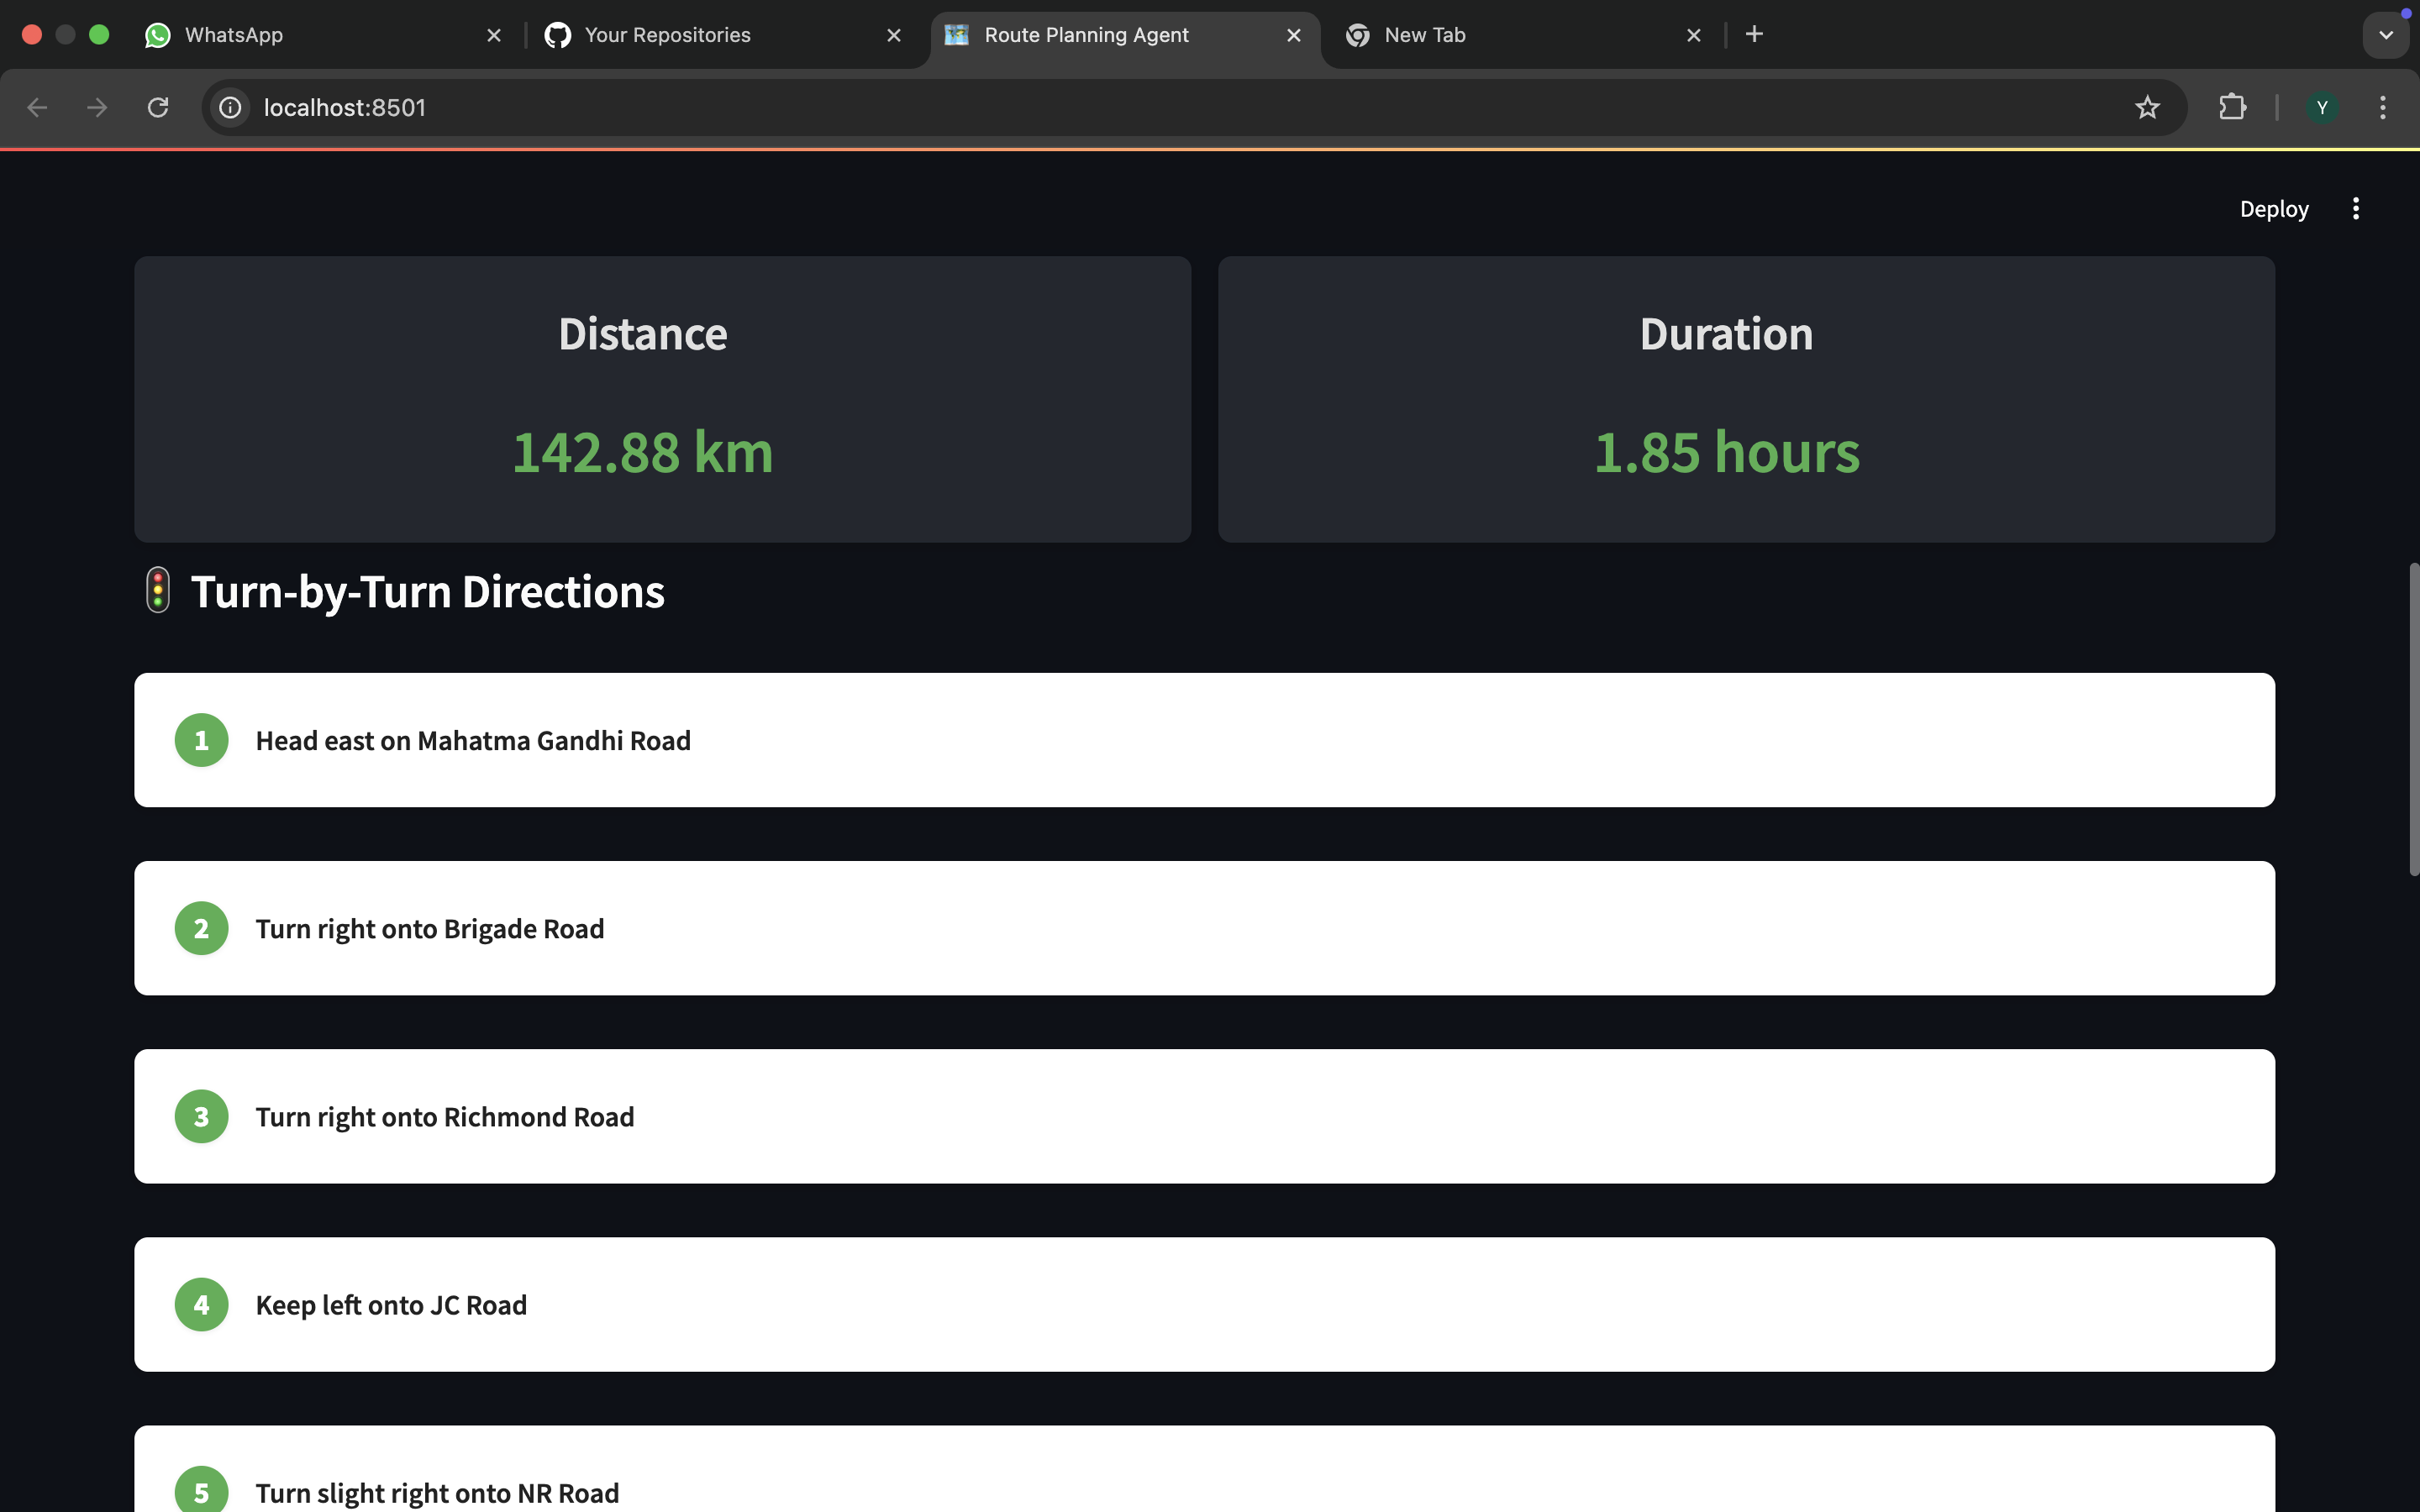 WhatsApp
Your Repositories
Route Planning Agent
New Tab
localhost:8501
Y
Deploy
Distance
142.88 km
Duration
1.85 hours
Turn-by-Turn Directions
1 Head east on Mahatma Gandhi Road
2 Turn right onto Brigade Road
3 Turn right onto Richmond Road
4 Keep left onto JC Road
5 Turn slight right onto NR Road